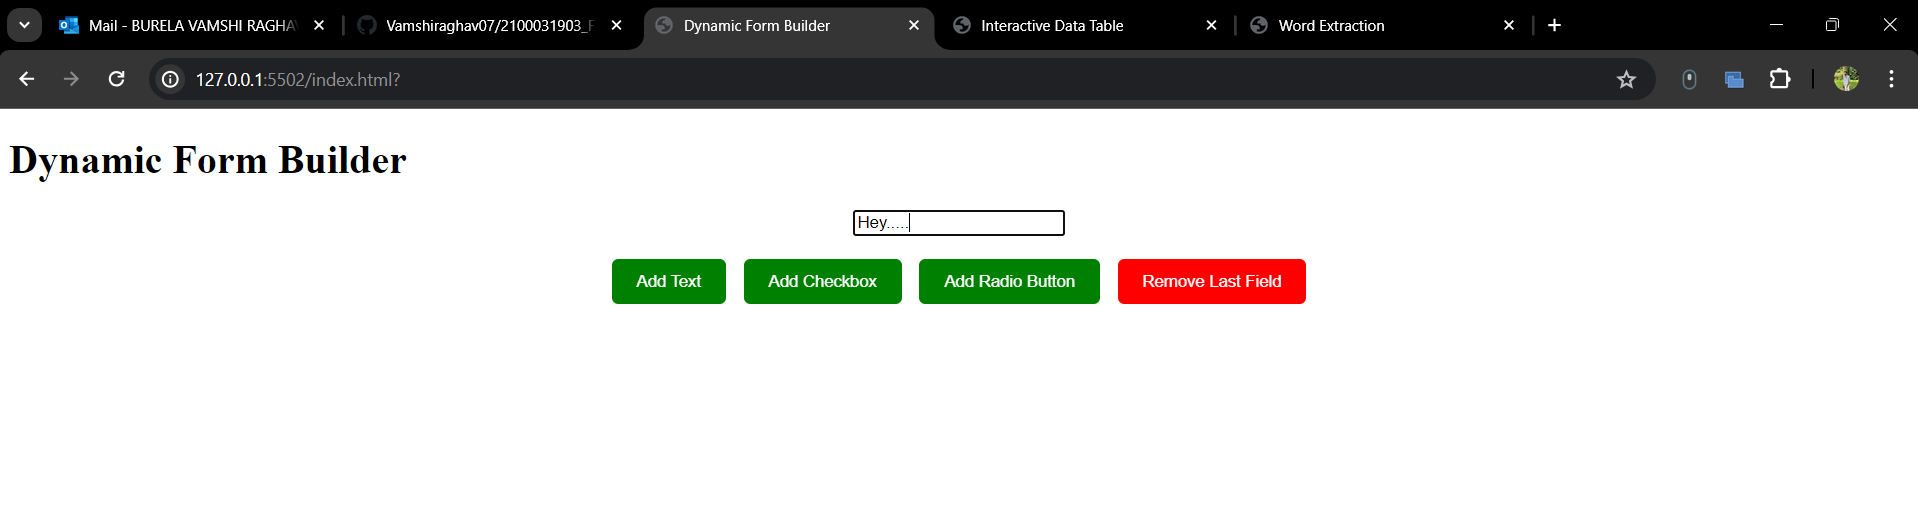 Mail - BURELA VAMSHI RAGHA
Vamshiraghav07/2100031903_F
Dynamic Form Builder
Interactive Data Table
Word Extraction
127.0.0.1:5502/index.html?
Dynamic Form Builder
Hey.....
Add Text
Add Checkbox
Add Radio Button
Remove Last Field